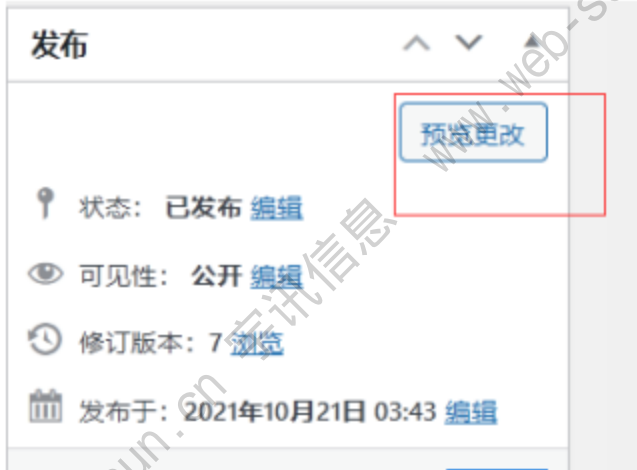 发布
预览更改
状态： 已发布 编辑
可见性： 公开 编辑
修订版本：7 浏览
发布于：2021年10月21日 03:43 编辑